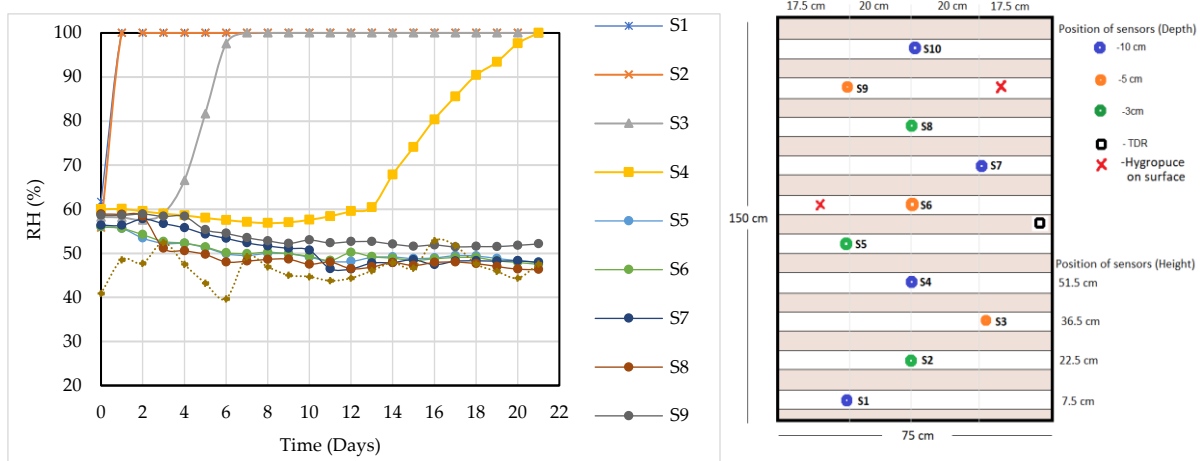 100
90
80
70
60
50
40
30
20
RH (%)
0 2 4 6 8 10 12 14 16 18 20 22
Time (Days)
S1
S2
S3
S4
S5
S6
S7
S8
S9
17.5 cm 20 cm 20 cm 17.5 cm
S10
S9
S8
S7
S6
S5
S4
S3
S2
S1
150 cm
75 cm
Position of sensors (Depth)
-10 cm
-5 cm
-3cm
- TDR
-Hygropuce
on surface
Position of sensors (Height)
51.5 cm
36.5 cm
22.5 cm
7.5 cm